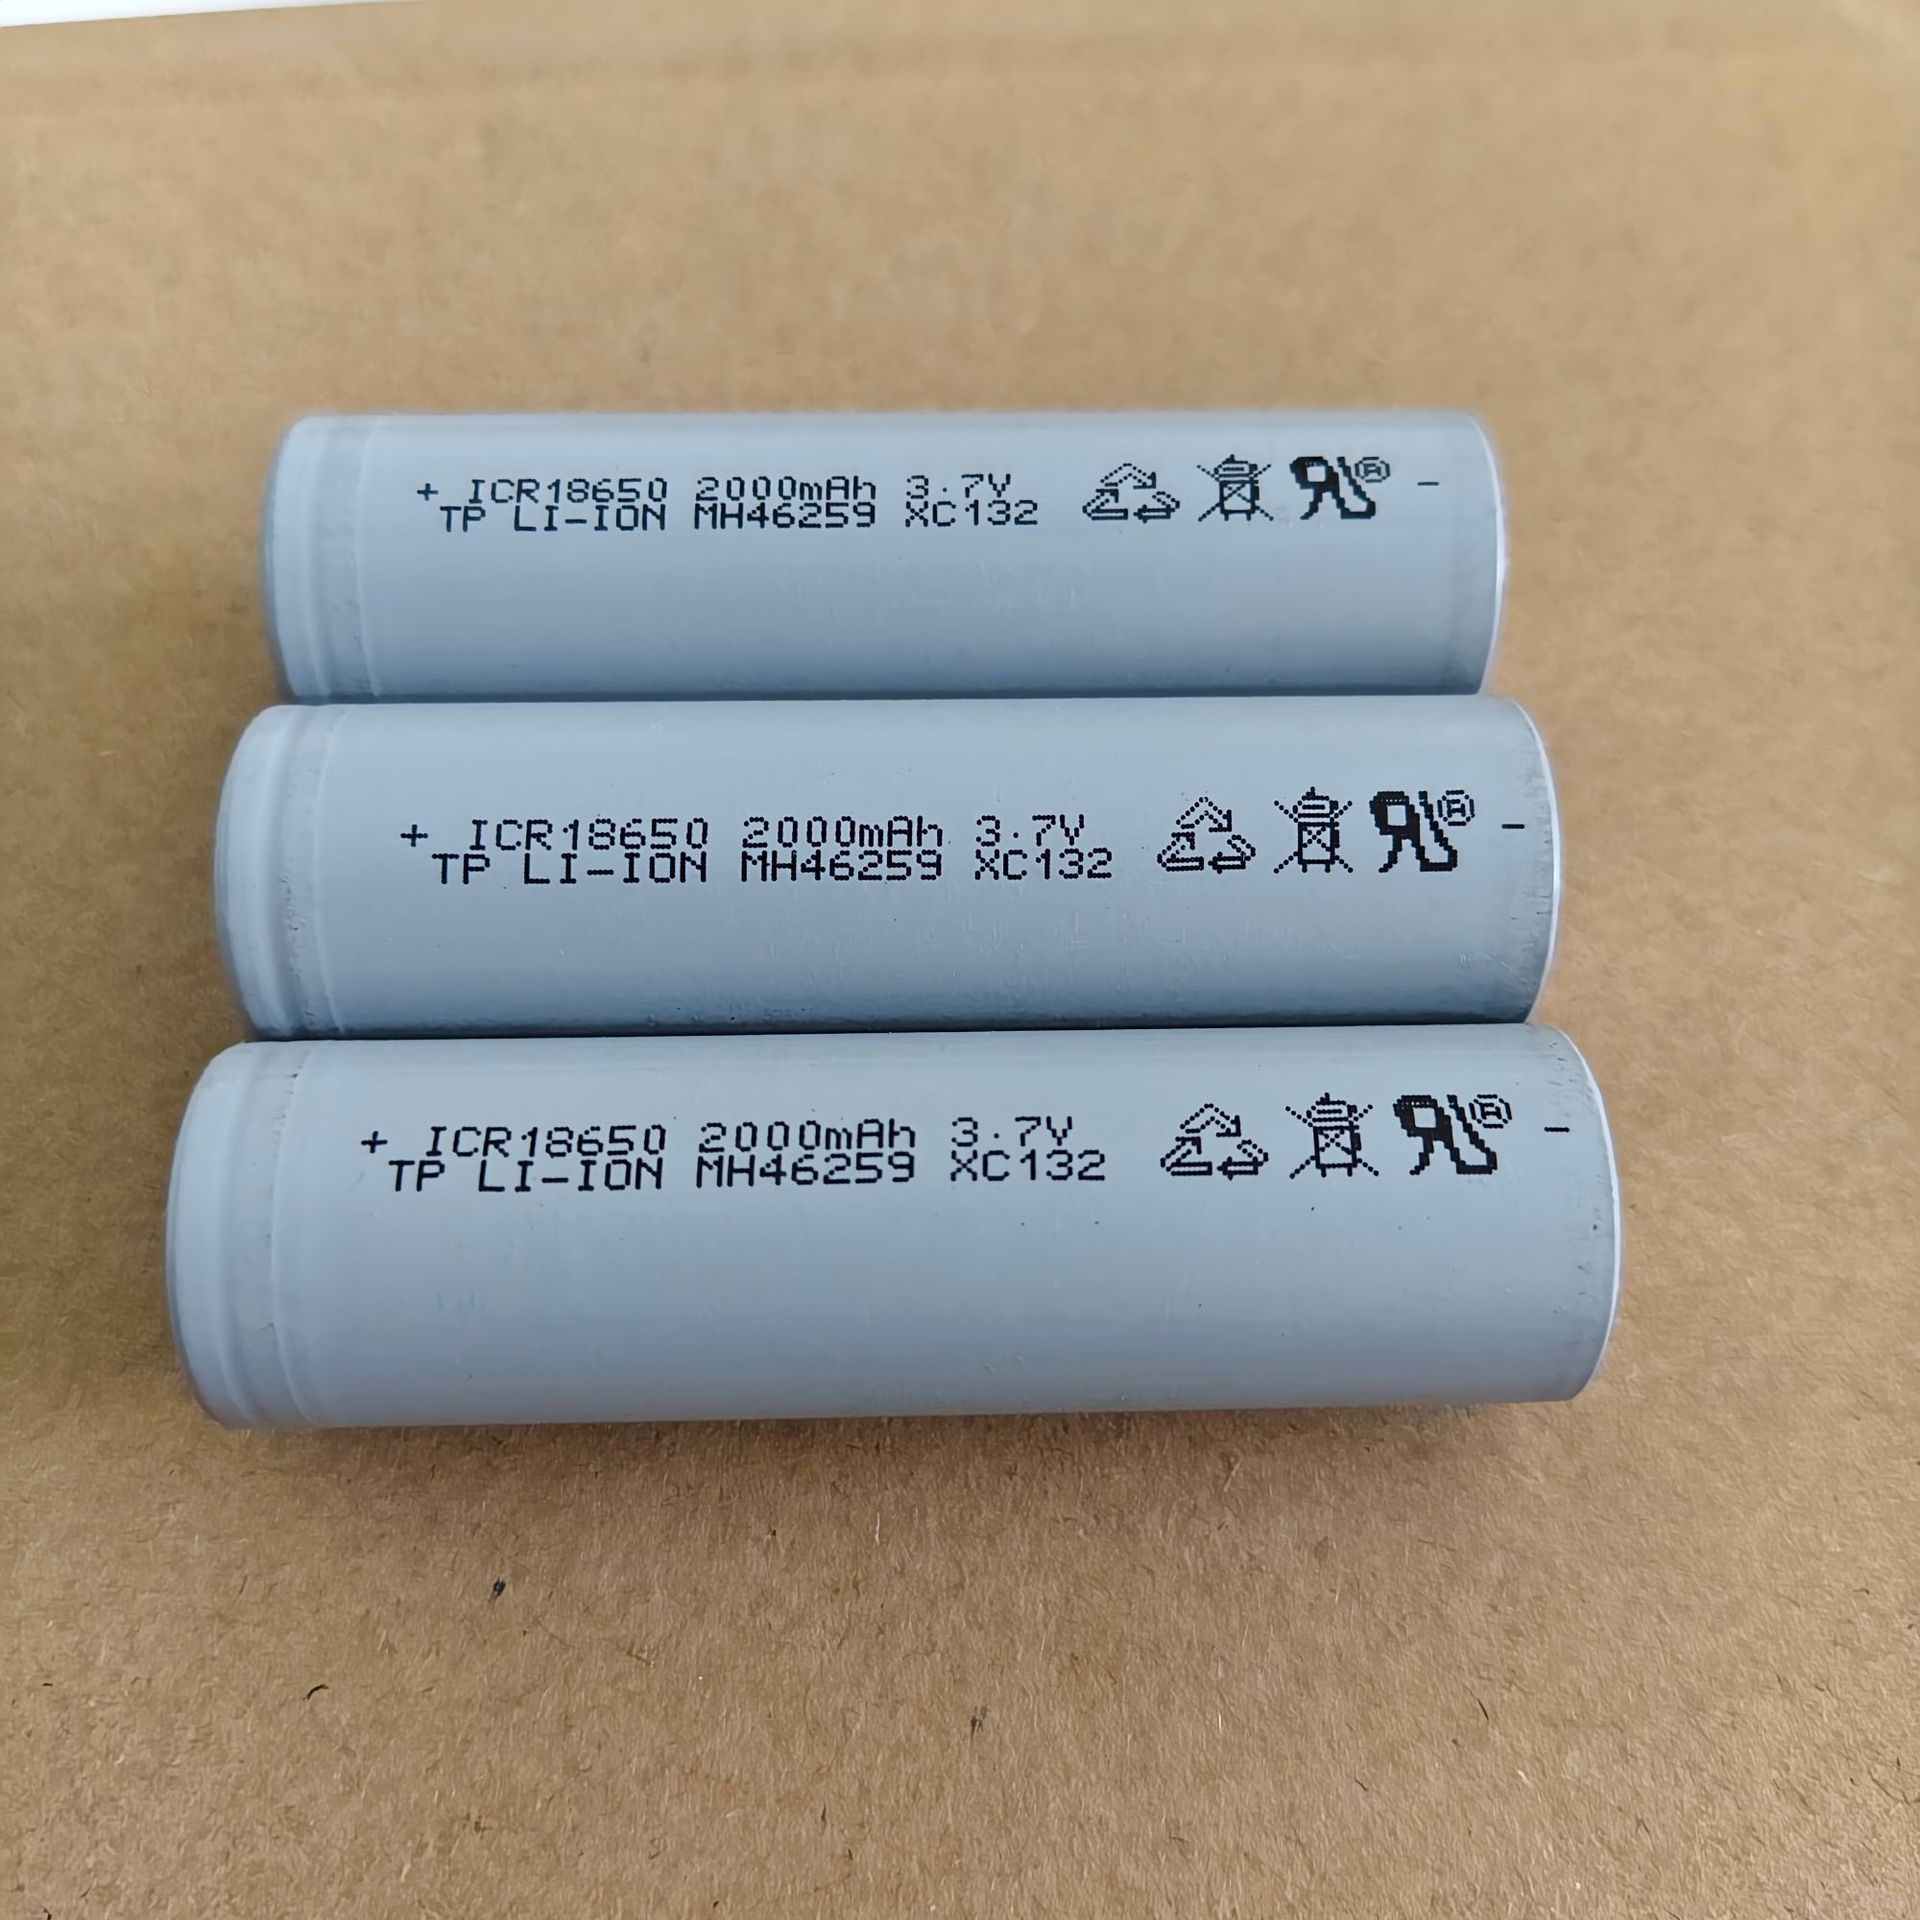 + ICR18650 2000mAh 3.7V -
TP LI-ION MH46259 XC132
+ ICR18650 2000mAh 3.7V -
TP LI-ION MH46259 XC132
+ ICR18650 2000mAh 3.7V -
TP LI-ION MH46259 XC132